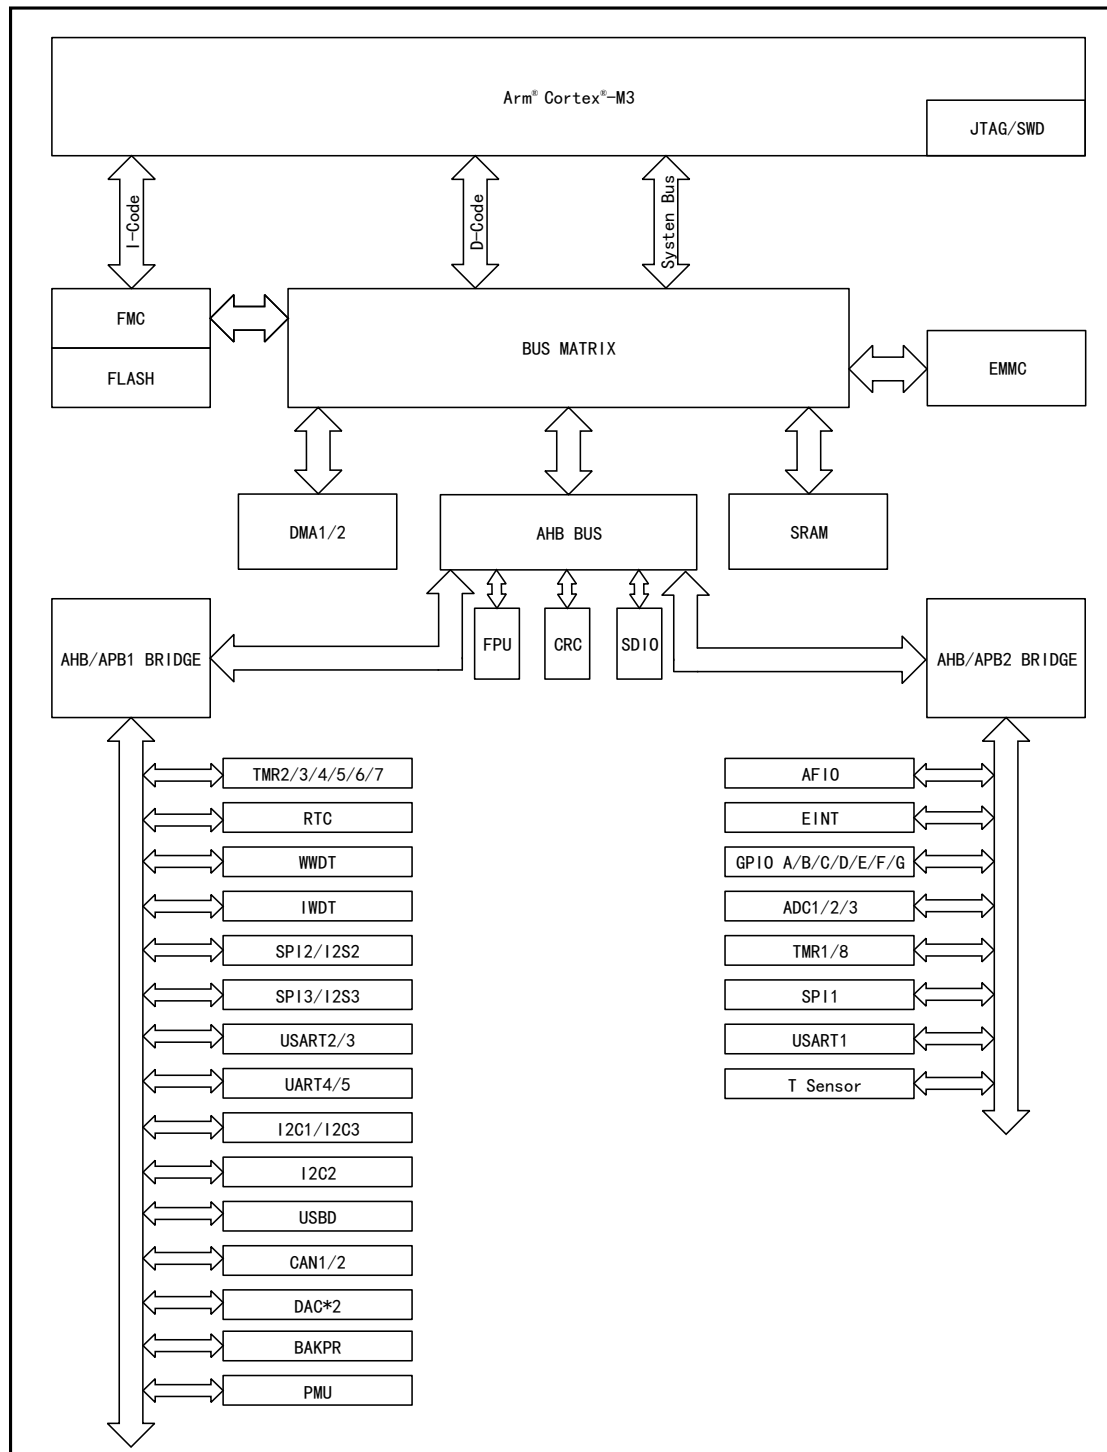 Arm® Cortex®-M3
JTAG/SWD
I-Code
D-Code
Systen Bus
FMC
FLASH
BUS MATRIX
EMMC
DMA1/2
AHB BUS
SRAM
AHB/APB1 BRIDGE
FPU
CRC
SDIO
AHB/APB2 BRIDGE
TMR2/3/4/5/6/7
RTC
WWDT
IWDT
SPI2/I2S2
SPI3/I2S3
USART2/3
UART4/5
I2C1/I2C3
I2C2
USBD
CAN1/2
DAC*2
BAKPR
PMU
AFIO
EINT
GPIO A/B/C/D/E/F/G
ADC1/2/3
TMR1/8
SPI1
USART1
T Sensor